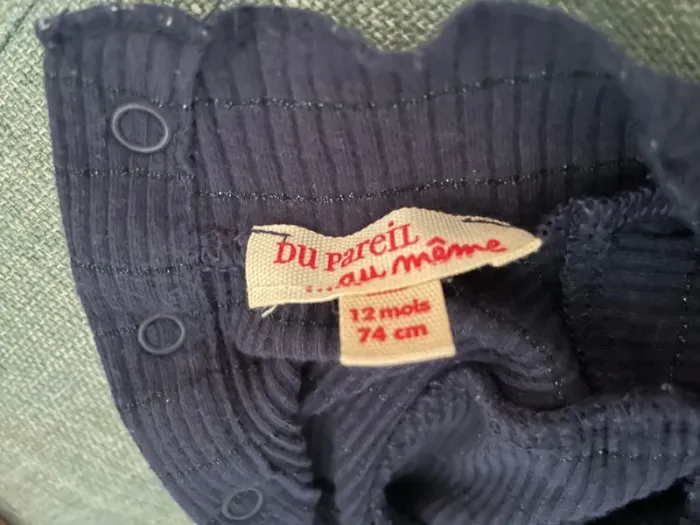 DU PAREIL
...au même
12 mois
74 cm